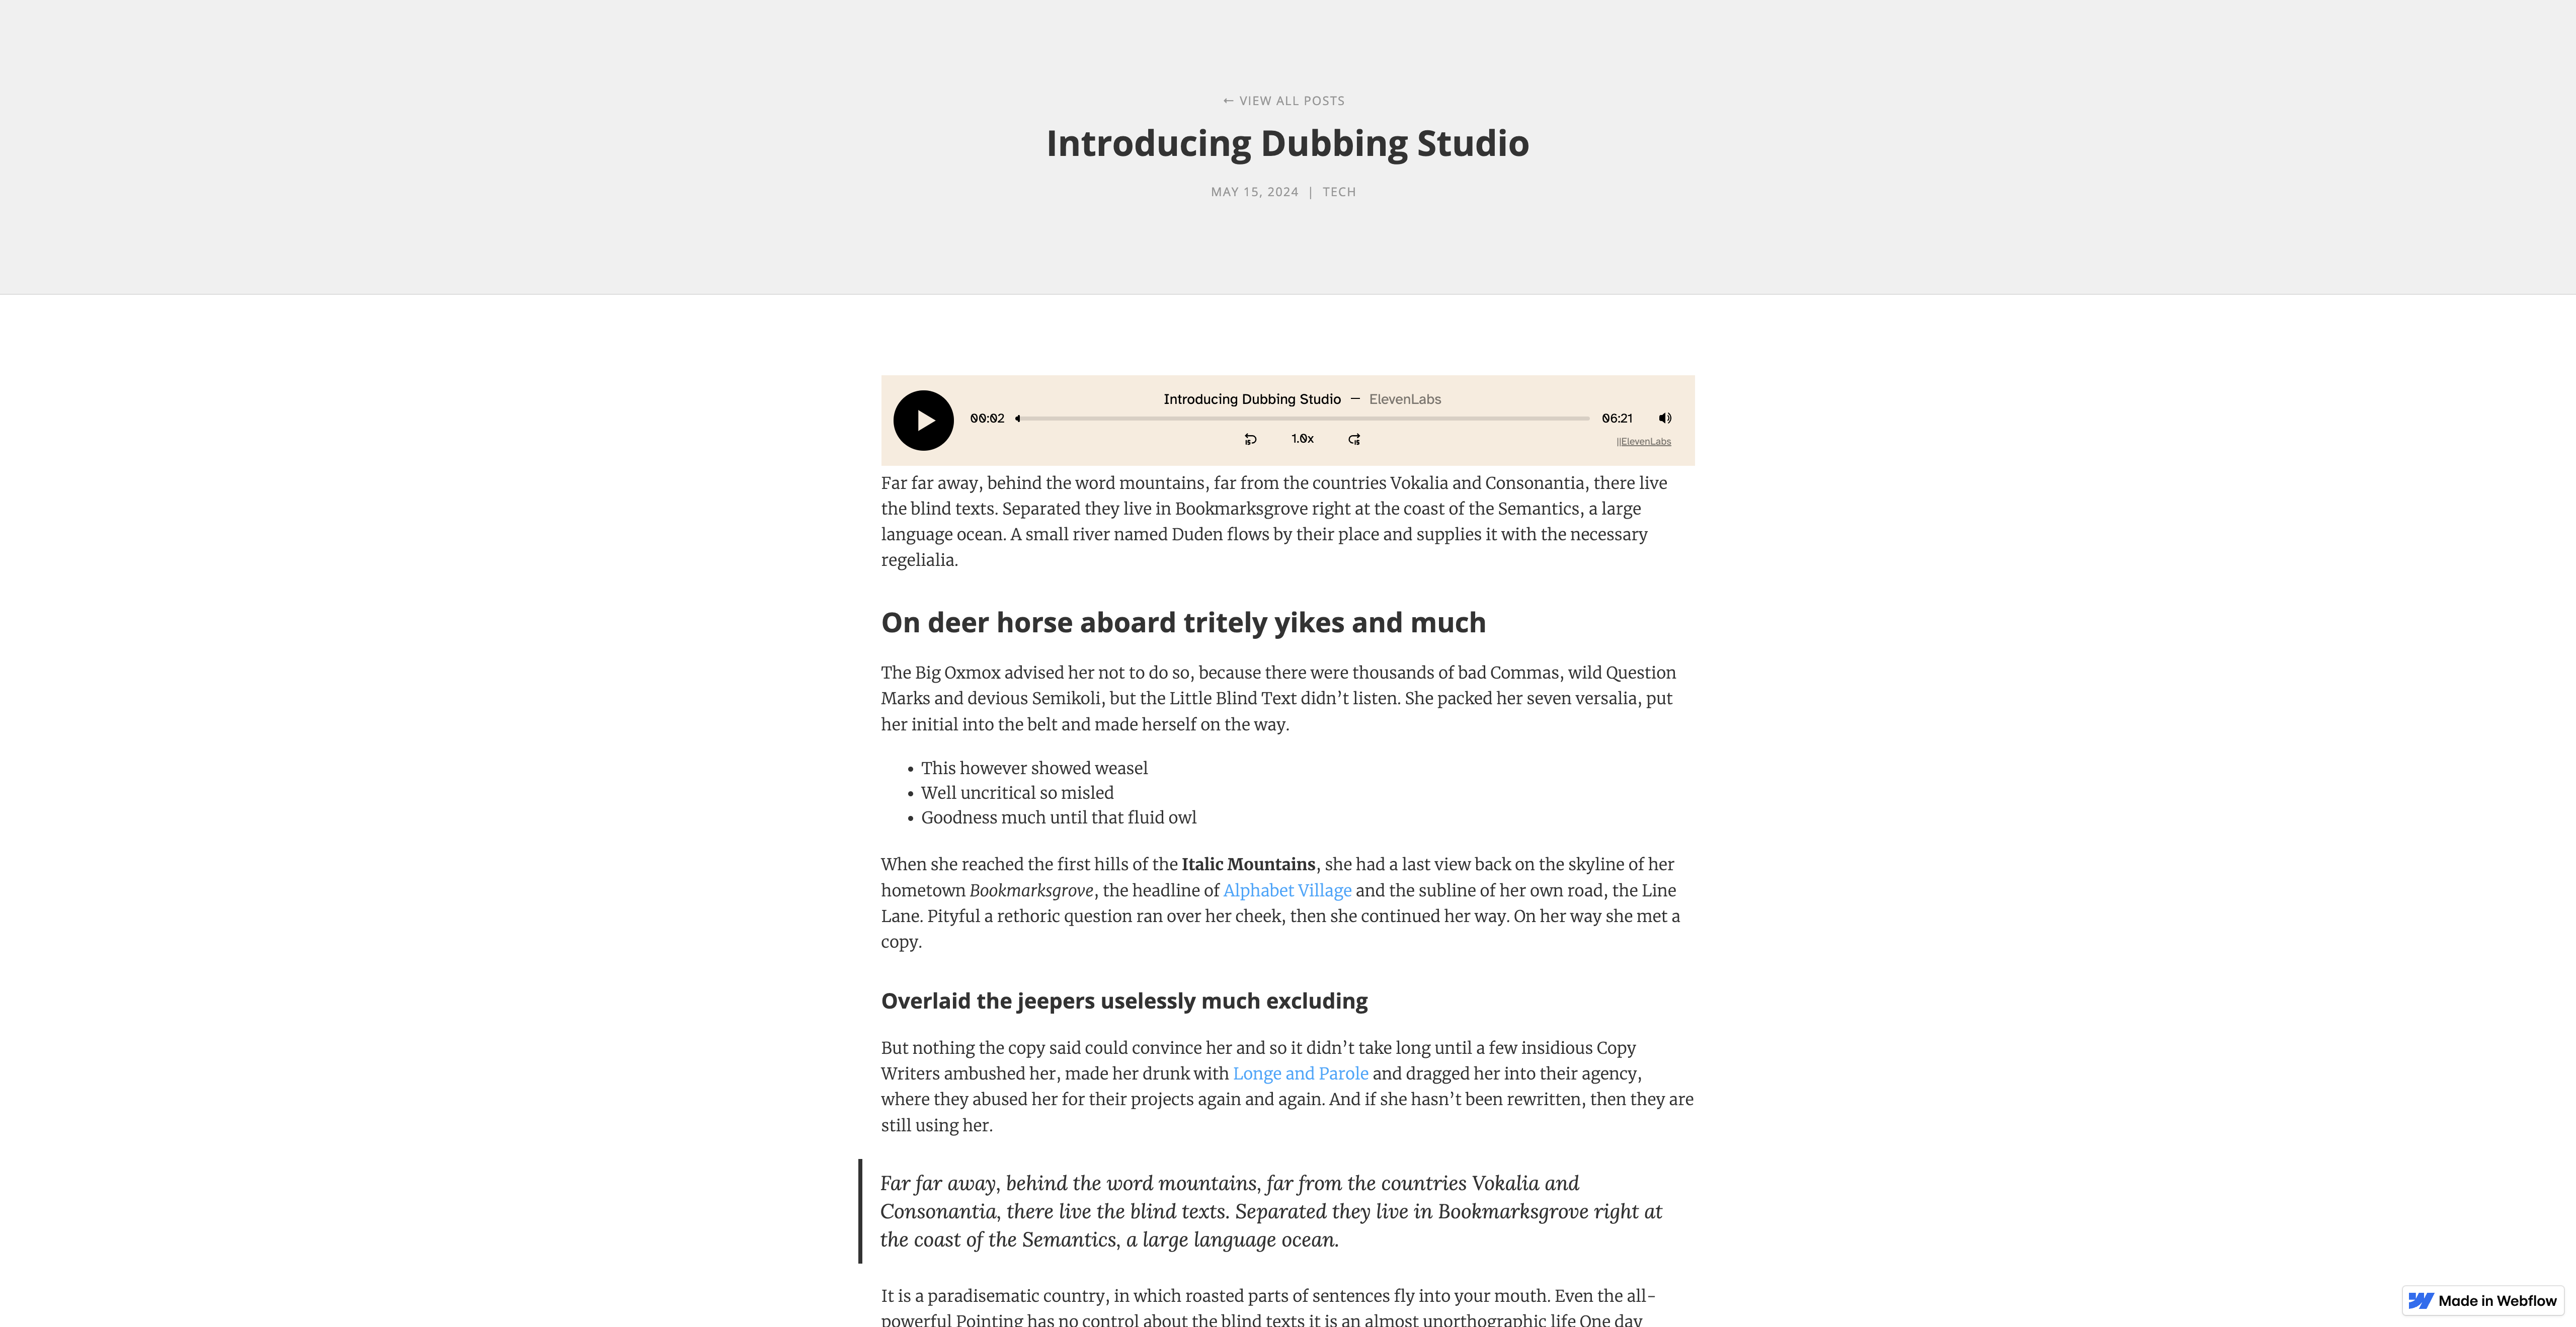 ← VIEW ALL POSTS
Introducing Dubbing Studio
MAY 15, 2024 | TECH
Introducing Dubbing Studio — ElevenLabs
00:02
06:21
15
1.0x
15
||ElevenLabs
Far far away, behind the word mountains, far from the countries Vokalia and Consonantia, there live
the blind texts. Separated they live in Bookmarksgrove right at the coast of the Semantics, a large
language ocean. A small river named Duden flows by their place and supplies it with the necessary
regelialia.
On deer horse aboard tritely yikes and much
The Big Oxmox advised her not to do so, because there were thousands of bad Commas, wild Question
Marks and devious Semikoli, but the Little Blind Text didn’t listen. She packed her seven versalia, put
her initial into the belt and made herself on the way.
• This however showed weasel
• Well uncritical so misled
• Goodness much until that fluid owl
When she reached the first hills of the Italic Mountains, she had a last view back on the skyline of her
hometown Bookmarksgrove, the headline of Alphabet Village and the subline of her own road, the Line
Lane. Pityful a rethoric question ran over her cheek, then she continued her way. On her way she met a
copy.
Overlaid the jeepers uselessly much excluding
But nothing the copy said could convince her and so it didn’t take long until a few insidious Copy
Writers ambushed her, made her drunk with Longe and Parole and dragged her into their agency,
where they abused her for their projects again and again. And if she hasn’t been rewritten, then they are
still using her.
Far far away, behind the word mountains, far from the countries Vokalia and
Consonantia, there live the blind texts. Separated they live in Bookmarksgrove right at
the coast of the Semantics, a large language ocean.
It is a paradisematic country, in which roasted parts of sentences fly into your mouth. Even the all-
powerful Pointing has no control about the blind texts it is an almost unorthographic life One day
Made in Webflow